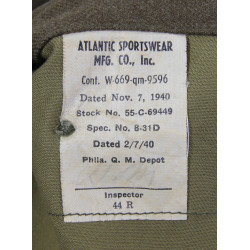 ATLANTIC SPORTSWEAR
MFG. CO., Inc.
Cont. W-669-qm-9596
Dated Nov. 7, 1940
Stock No. 55-C-69449
Spec. No. 8-31D
Dated 2/7/40
Phila. Q. M. Depot
Inspector
44 R